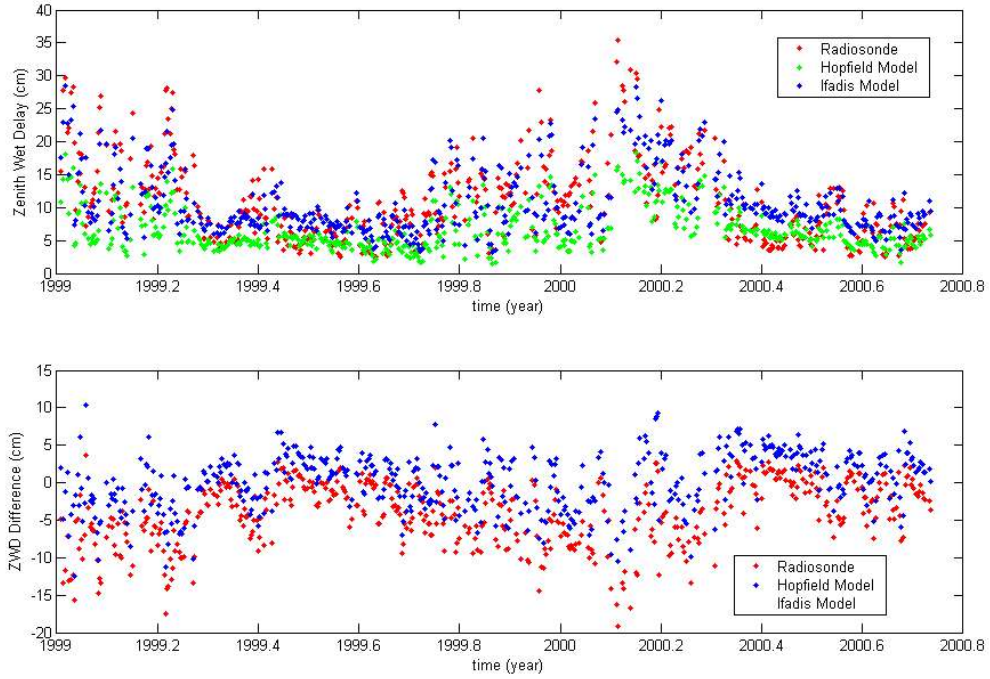 40
35
30
25
20
15
10
5
0
Zenith Wet Delay (cm)
Radiosonde
Hopfield Model
Ifadis Model
1999 1999.2 1999.4 1999.6 1999.8 2000 2000.2 2000.4 2000.6 2000.8
time (year)
15
10
5
0
-5
-10
-15
-20
ZWD Difference (cm)
Radiosonde
Hopfield Model
Ifadis Model
1999 1999.2 1999.4 1999.6 1999.8 2000 2000.2 2000.4 2000.6 2000.8
time (year)